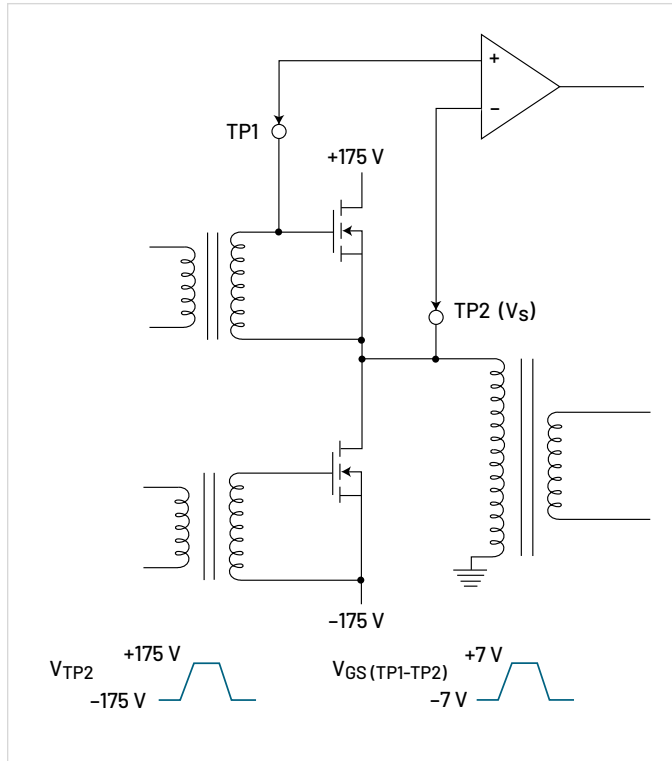 +
−
TP1
+175 V
TP2 (VS)
−175 V
VTP2
+175 V
−175 V
VGS (TP1-TP2)
+7 V
−7 V